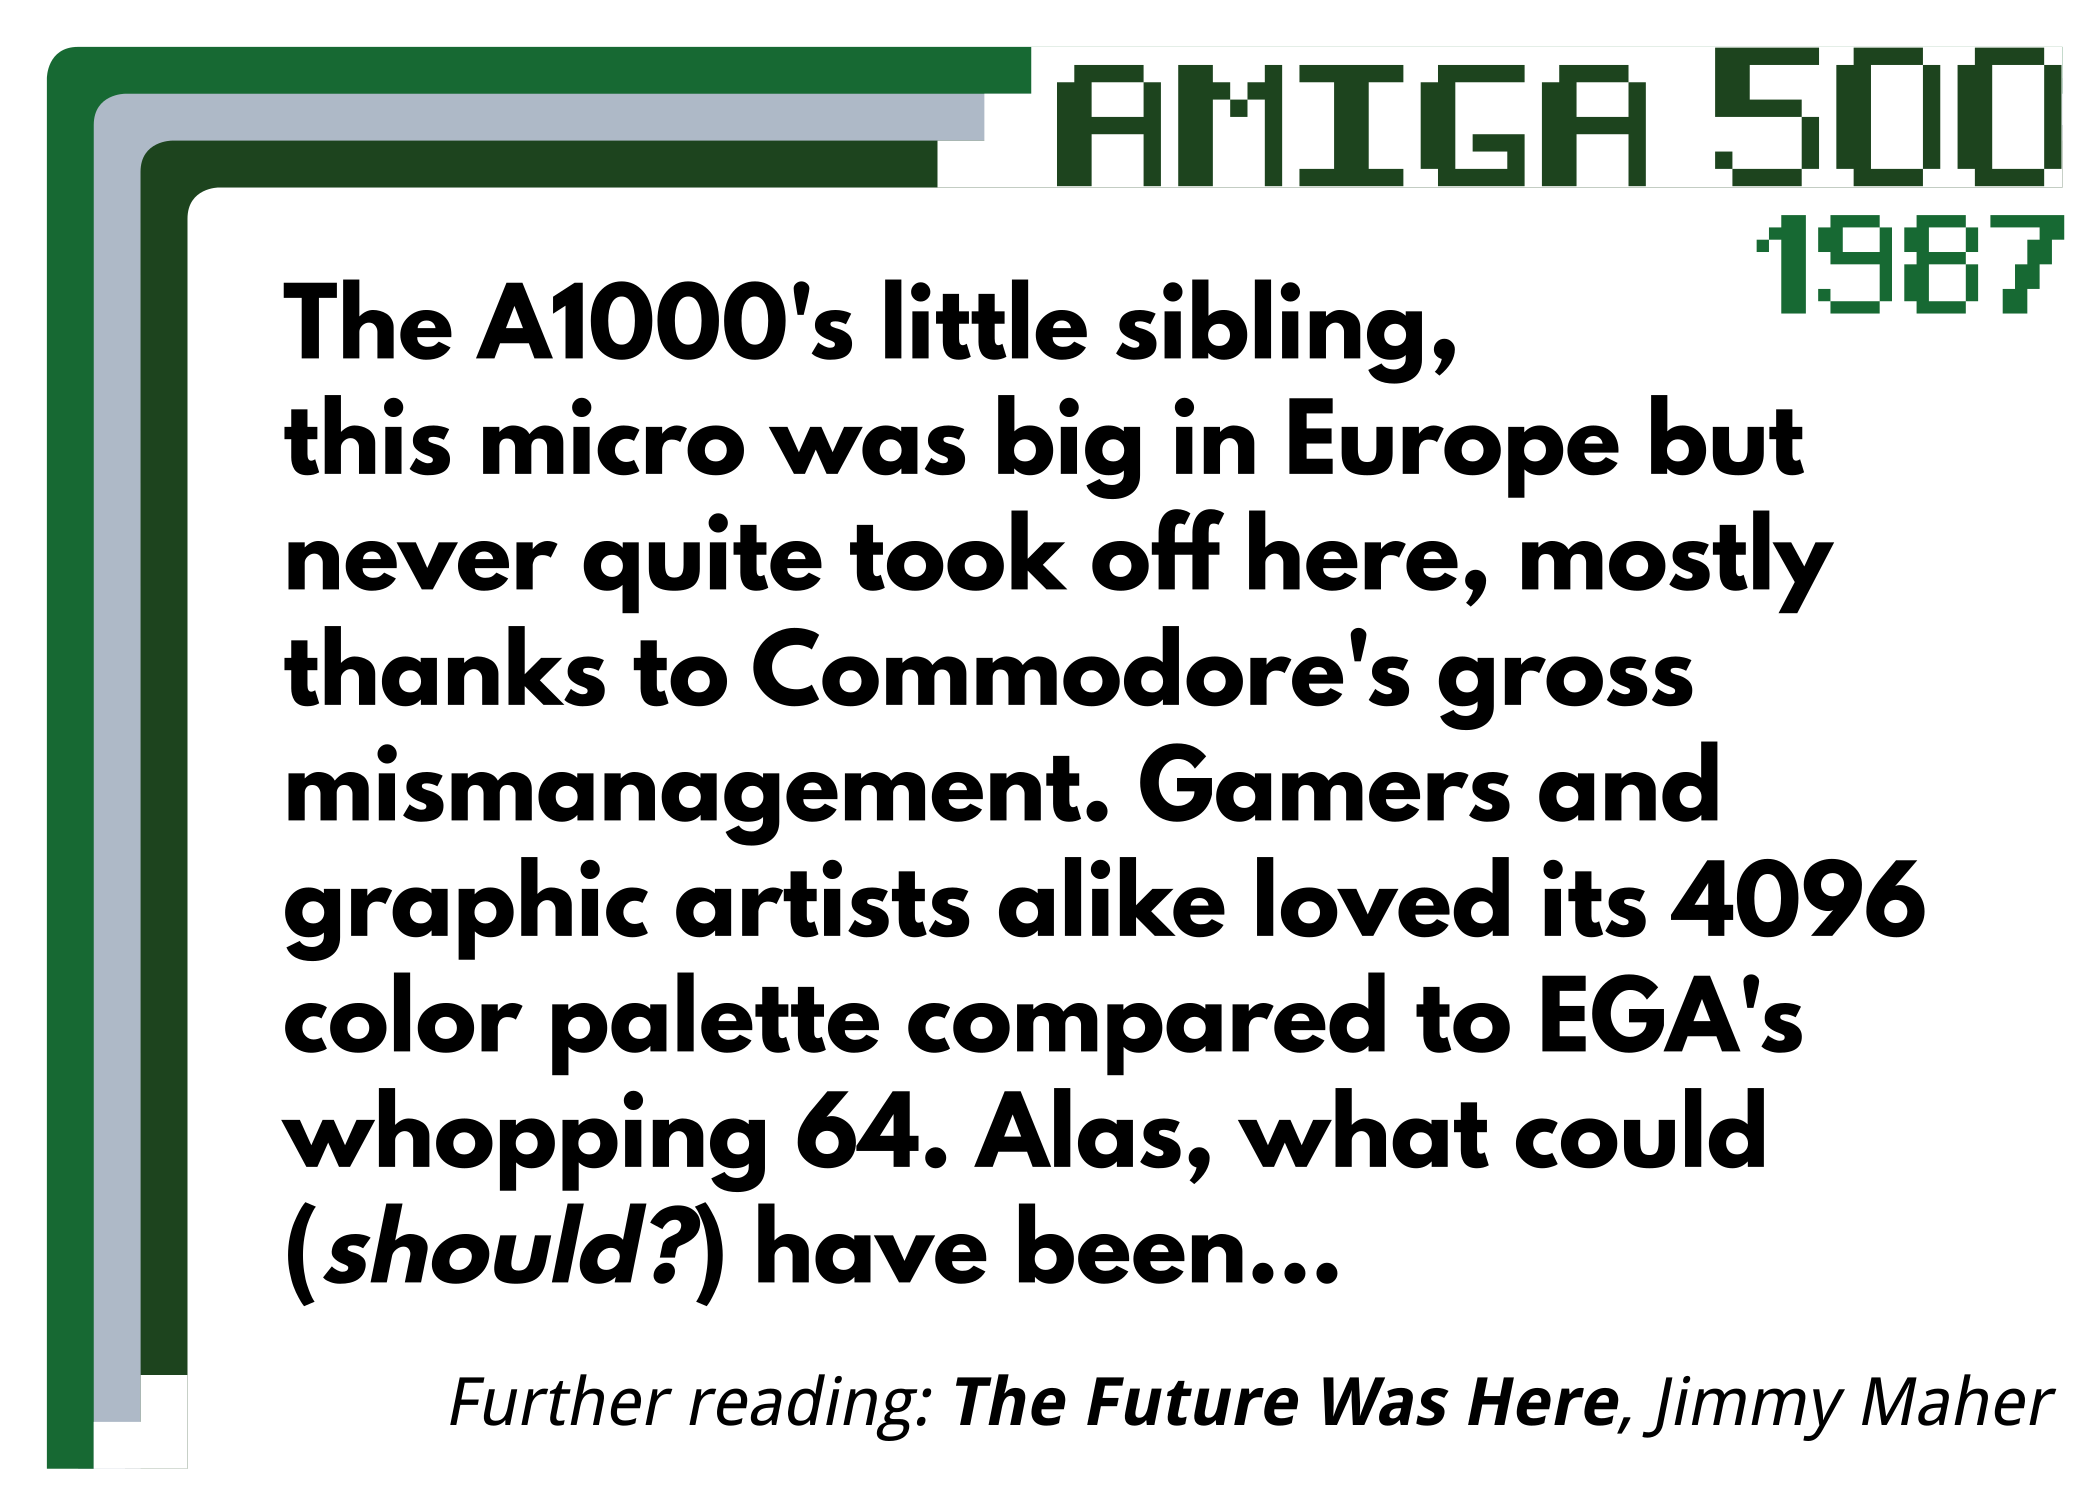 AMIGA 500
1987
The A1000's little sibling,
this micro was big in Europe but
never quite took off here, mostly
thanks to Commodore's gross
mismanagement. Gamers and
graphic artists alike loved its 4096
color palette compared to EGA's
whopping 64. Alas, what could
(should?) have been...
Further reading: The Future Was Here, Jimmy Maher